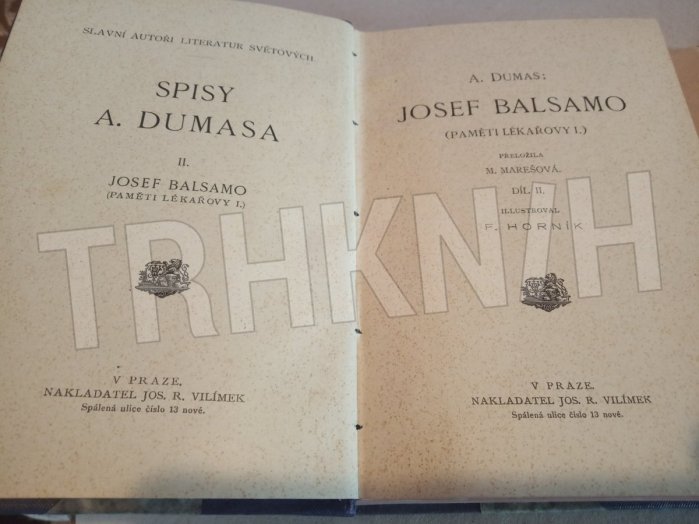 SLAVNÍ AUTOŘI LITERATUR SVĚTOVÝCH.
SPISY
A. DUMASA
II.
JOSEF BALSAMO
(PAMĚTI LÉKAŘOVY I.)
V PRAZE.
NAKLADATEL JOS. R. VILÍMEK
Spálená ulice číslo 13 nové.
A. DUMAS:
JOSEF BALSAMO
(PAMĚTI LÉKAŘOVY I.)
PŘELOŽILA
M. MAREŠOVÁ.
DÍL II.
ILLUSTROVAL
F. HORNÍK
V PRAZE.
NAKLADATEL JOS. R. VILÍMEK
Spálená ulice číslo 13 nové.
TRHKNIH